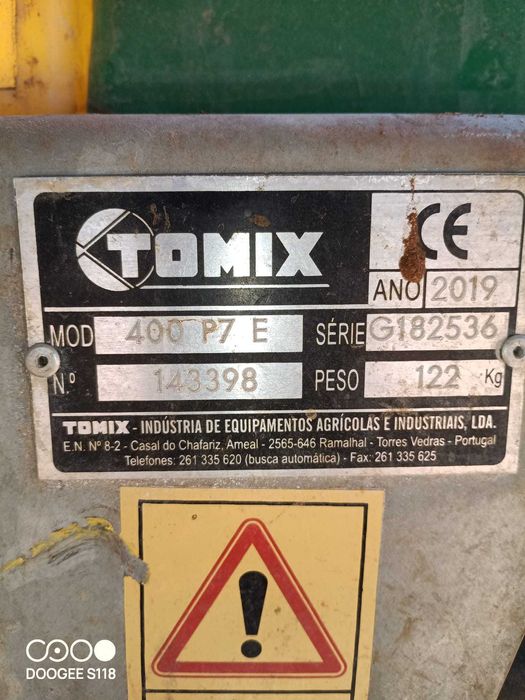 TOMIX
CE
ANO 2019
MOD 400 P7 E SÉRIE G182536
N.º 143398 PESO 122 Kg
TOMIX - INDÚSTRIA DE EQUIPAMENTOS AGRÍCOLAS E INDUSTRIAIS, LDA.
E.N. Nº 8-2 - Casal do Chafariz, Ameal - 2565-646 Ramalhal - Torres Vedras - Portugal
Telefones: 261 335 620 (busca automática) - Fax: 261 335 625
!
DOOGEE S118